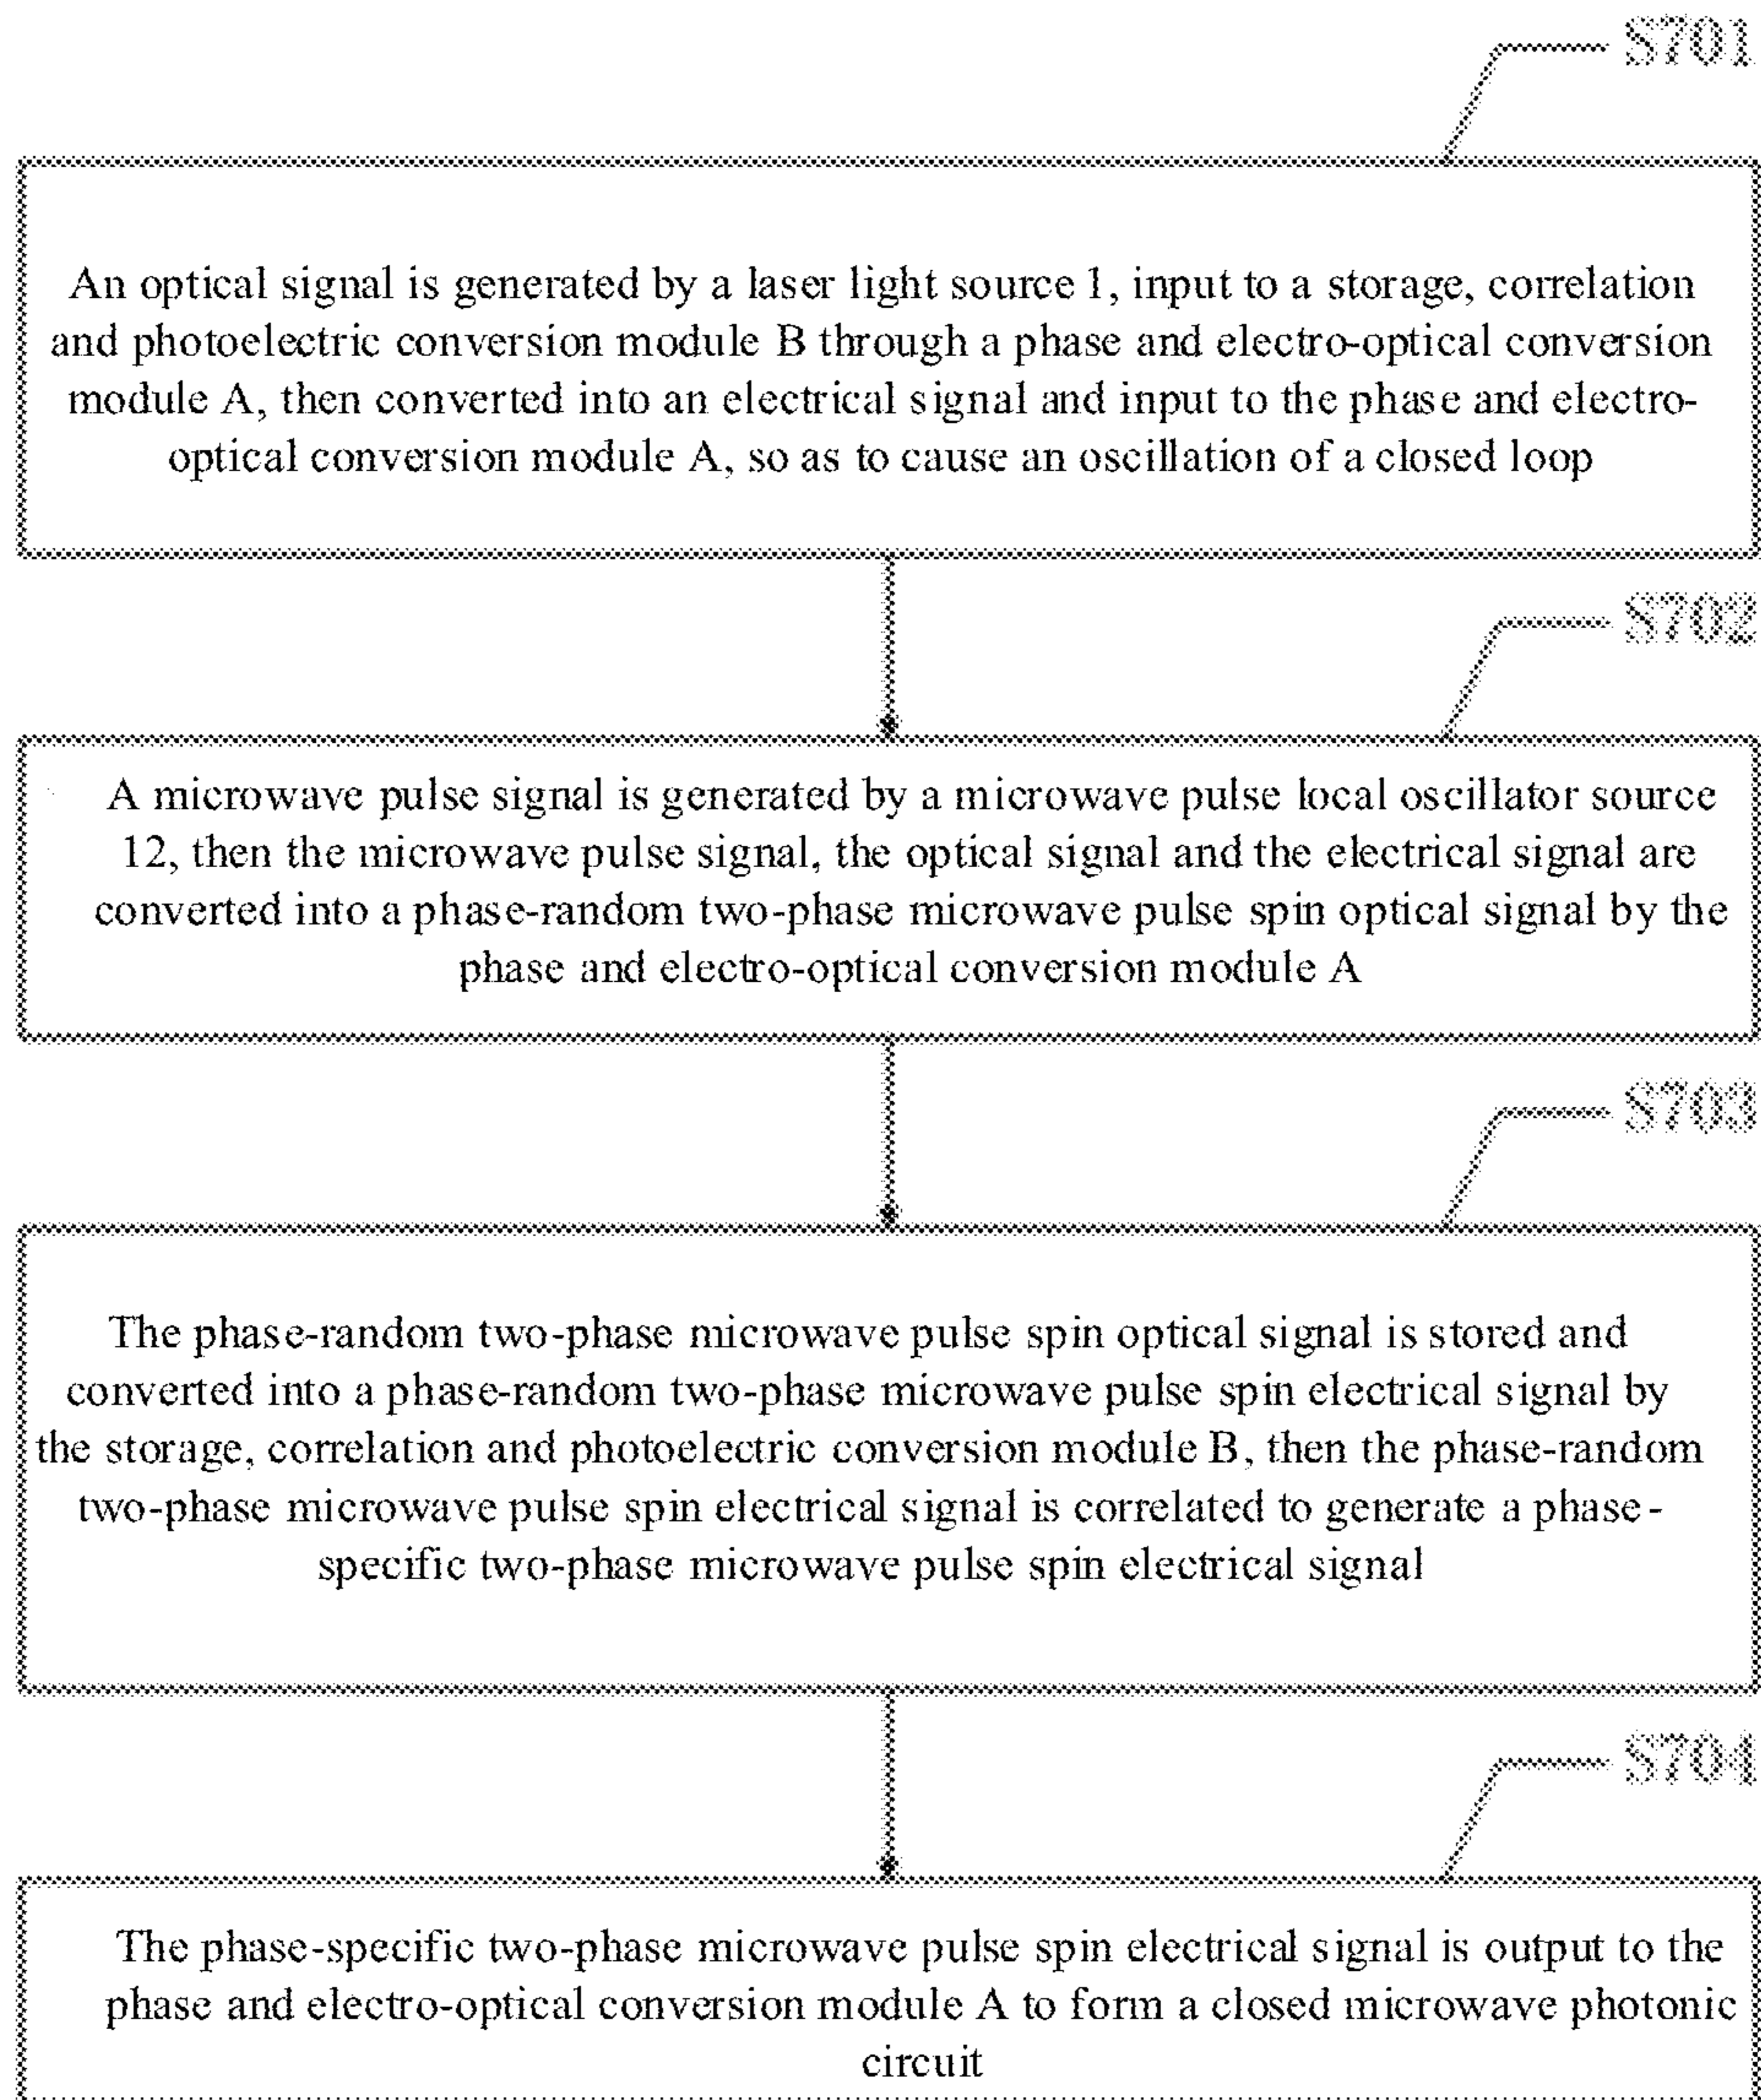 S701
An optical signal is generated by a laser light source 1, input to a storage, correlation
and photoelectric conversion module B through a phase and electro-optical conversion
module A, then converted into an electrical signal and input to the phase and electro-
optical conversion module A, so as to cause an oscillation of a closed loop
S702
A microwave pulse signal is generated by a microwave pulse local oscillator source
12, then the microwave pulse signal, the optical signal and the electrical signal are
converted into a phase-random two-phase microwave pulse spin optical signal by the
phase and electro-optical conversion module A
S703
The phase-random two-phase microwave pulse spin optical signal is stored and
converted into a phase-random two-phase microwave pulse spin electrical signal by
the storage, correlation and photoelectric conversion module B, then the phase-random
two-phase microwave pulse spin electrical signal is correlated to generate a phase-
specific two-phase microwave pulse spin electrical signal
S704
The phase-specific two-phase microwave pulse spin electrical signal is output to the
phase and electro-optical conversion module A to form a closed microwave photonic
circuit